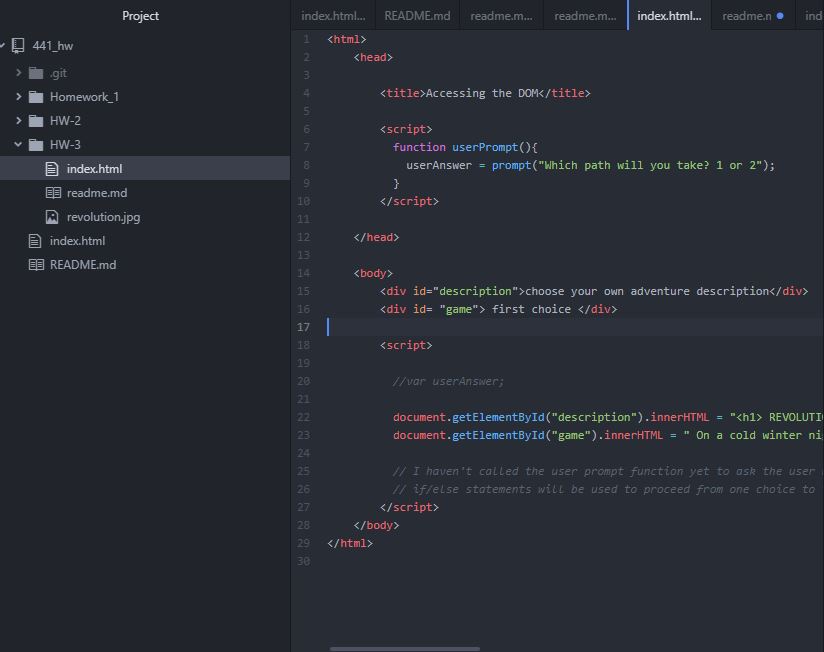 Project
441_hw
.git
Homework_1
HW-2
HW-3
index.html
readme.md
revolution.jpg
index.html
README.md
index.html...
README.md
readme.m...
readme.m...
index.html...
readme.n
ind
1 <html>
2 <head>
3
4 <title>Accessing the DOM</title>
5
6 <script>
7 function userPrompt(){
8 userAnswer = prompt("Which path will you take? 1 or 2");
9 }
10 </script>
11
12 </head>
13
14 <body>
15 <div id="description">choose your own adventure description</div>
16 <div id= "game"> first choice </div>
17
18 <script>
19
20 //var userAnswer;
21
22 document.getElementById("description").innerHTML = "<h1> REVOLUTI
23 document.getElementById("game").innerHTML = " On a cold winter ni
24
25 // I haven't called the user prompt function yet to ask the user
26 // if/else statements will be used to proceed from one choice to
27 </script>
28 </body>
29 </html>
30